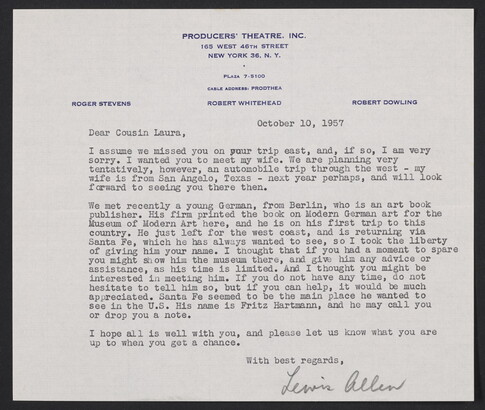 PRODUCERS' THEATRE, INC.
165 WEST 46TH STREET
NEW YORK 36, N. Y.
PLAZA 7-5100
CABLE ADDRESS: PRODTHEA
ROGER STEVENS ROBERT WHITEHEAD ROBERT DOWLING
October 10, 1957
Dear Cousin Laura,
I assume we missed you on your trip east, and, if so, I am very
sorry. I wanted you to meet my wife. We are planning very
tentatively, however, an automobile trip through the west - my
wife is from San Angelo, Texas - next year perhaps, and will look
forward to seeing you there then.
We met recently a young German, from Berlin, who is an art book
publisher. His firm printed the book on Modern German art for the
Museum of Modern Art here, and he is on his first trip to this
country. He just left for the west coast, and is returning via
Santa Fe, which he has always wanted to see, so I took the liberty
of giving him your name. I thought that if you had a moment to spare
you might show him the museum there, and give him any advice or
assistance, as his time is limited. And I thought you might be
interested in meeting him. If you do not have any time, do not
hesitate to tell him so, but if you can help, it would be much
appreciated. Santa Fe seemed to be the main place he wanted to
see in the U.S. His name is Fritz Hartmann, and he may call you
or drop you a note.
I hope all is well with you, and please let us know what you are
up to when you get a chance.
With best regards,
Lewis Allen